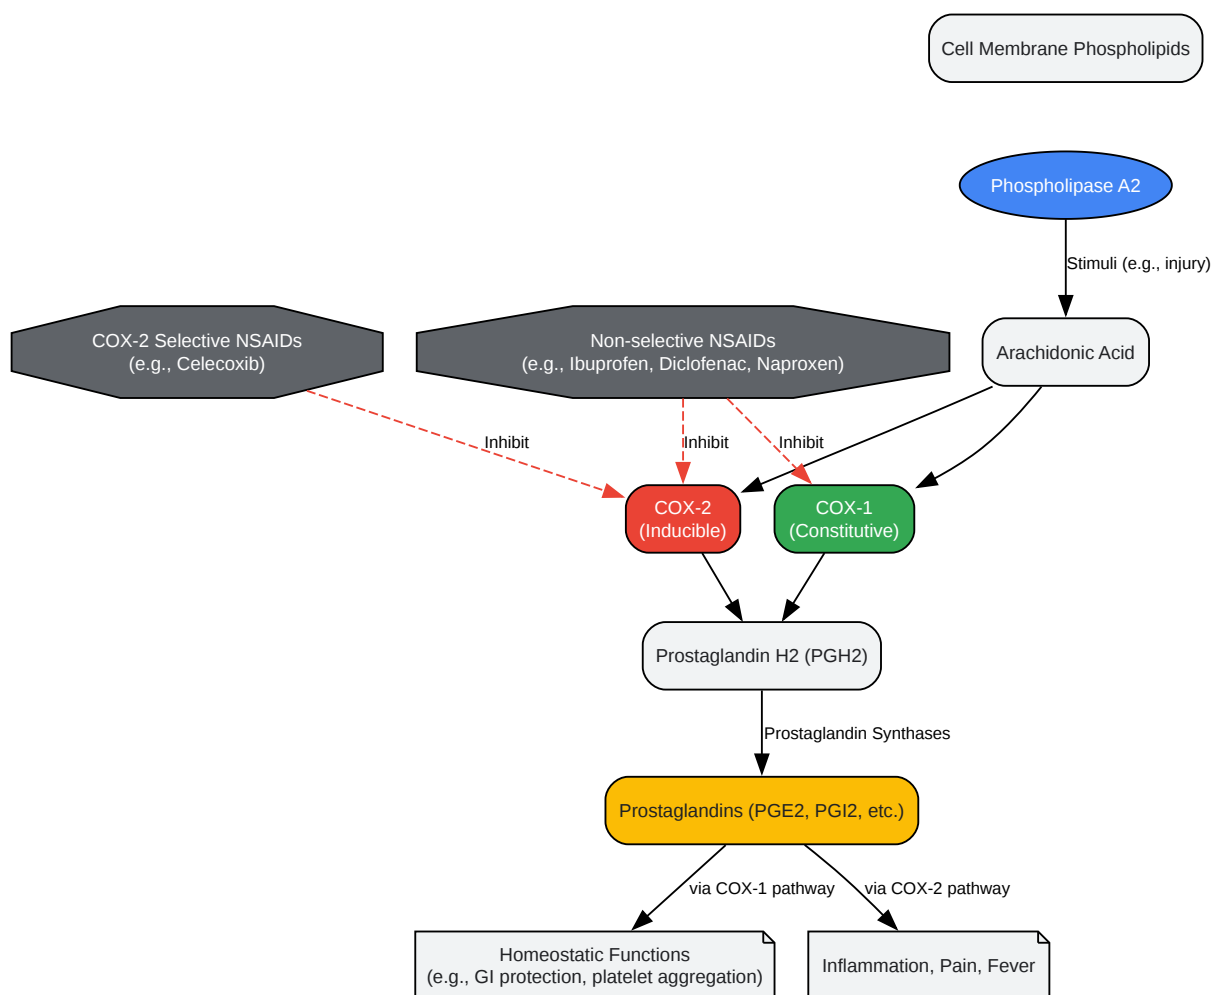 Cell Membrane Phospholipids
Phospholipase A2
Stimuli (e.g., injury)
COX-2 Selective NSAIDs
(e.g., Celecoxib)
Non-selective NSAIDs
(e.g., Ibuprofen, Diclofenac, Naproxen)
Arachidonic Acid
Inhibit
Inhibit
Inhibit
COX-2
(Inducible)
COX-1
(Constitutive)
Prostaglandin H2 (PGH2)
Prostaglandin Synthases
Prostaglandins (PGE2, PGI2, etc.)
via COX-1 pathway
via COX-2 pathway
Homeostatic Functions
(e.g., GI protection, platelet aggregation)
Inflammation, Pain, Fever